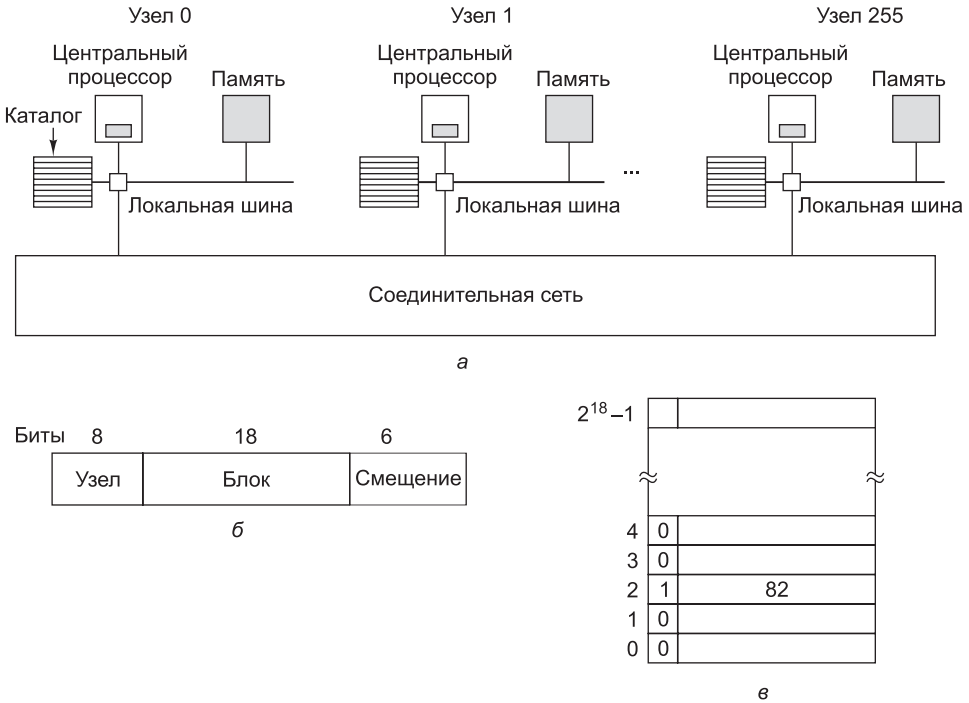 Узел 0 Узел 1 Узел 255
Центральный процессор Память Центральный процессор Память Центральный процессор Память
Каталог
...
Локальная шина Локальная шина Локальная шина
Соединительная сеть
а
Биты 8 18 6
Узел Блок Смещение
б
2^18–1
4 0
3 0
2 1 82
1 0
0 0
в